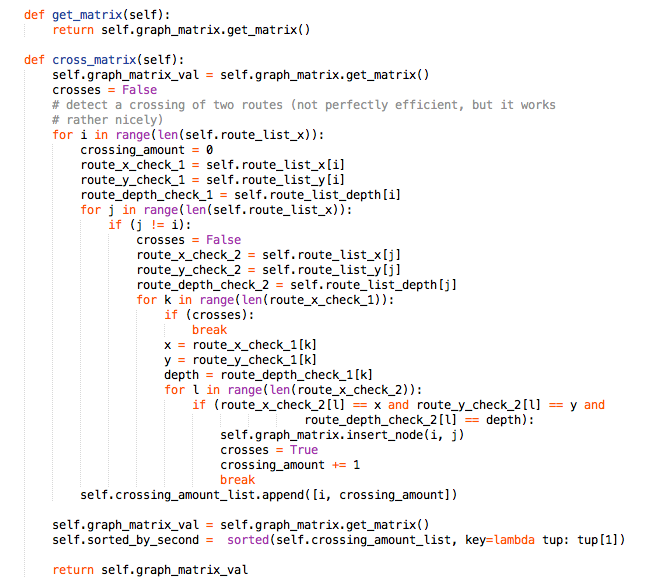 def get_matrix(self):
    return self.graph_matrix.get_matrix()

def cross_matrix(self):
    self.graph_matrix_val = self.graph_matrix.get_matrix()
    crosses = False
    # detect a crossing of two routes (not perfectly efficient, but it works
    # rather nicely)
    for i in range(len(self.route_list_x)):
        crossing_amount = 0
        route_x_check_1 = self.route_list_x[i]
        route_y_check_1 = self.route_list_y[i]
        route_depth_check_1 = self.route_list_depth[i]
        for j in range(len(self.route_list_x)):
            if (j != i):
                crosses = False
                route_x_check_2 = self.route_list_x[j]
                route_y_check_2 = self.route_list_y[j]
                route_depth_check_2 = self.route_list_depth[j]
                for k in range(len(route_x_check_1)):
                    if (crosses):
                        break
                    x = route_x_check_1[k]
                    y = route_y_check_1[k]
                    depth = route_depth_check_1[k]
                    for l in range(len(route_x_check_2)):
                        if (route_x_check_2[l] == x and route_y_check_2[l] == y and
                                        route_depth_check_2[l] == depth):
                            self.graph_matrix.insert_node(i, j)
                            crosses = True
                            crossing_amount += 1
                            break
        self.crossing_amount_list.append([i, crossing_amount])

    self.graph_matrix_val = self.graph_matrix.get_matrix()
    self.sorted_by_second =  sorted(self.crossing_amount_list, key=lambda tup: tup[1])

    return self.graph_matrix_val